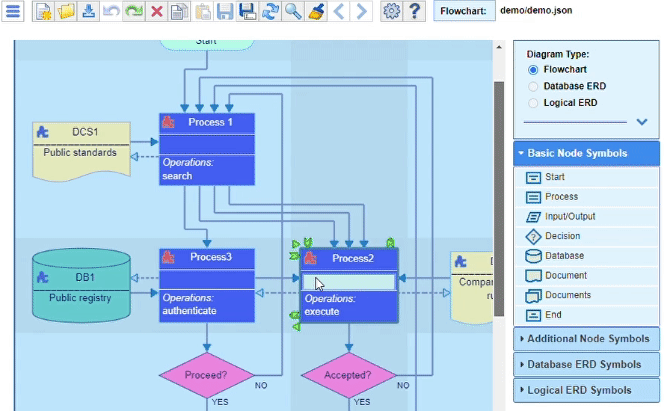 Flowchart: demo/demo.json
Start
DCS1
Public standards
Process 1
Operations:
search
DB1
Public registry
Process3
Operations:
authenticate
Process2
Operations:
execute
Proceed?
NO
YES
Accepted?
NO
YES
Diagram Type:
Flowchart
Database ERD
Logical ERD
Basic Node Symbols
Start
Process
Input/Output
Decision
Database
Document
Documents
End
Additional Node Symbols
Database ERD Symbols
Logical ERD Symbols